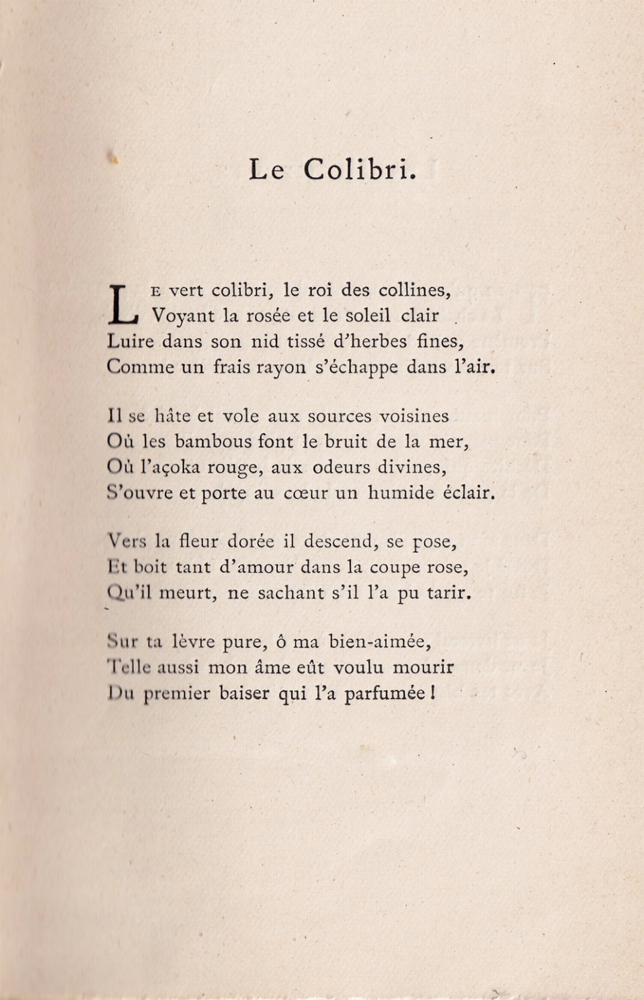 Le Colibri.
LE vert colibri, le roi des collines,
Voyant la rosée et le soleil clair
Luire dans son nid tissé d’herbes fines,
Comme un frais rayon s’échappe dans l’air.
Il se hâte et vole aux sources voisines
Où les bambous font le bruit de la mer,
Où l’açoka rouge, aux odeurs divines,
S’ouvre et porte au cœur un humide éclair.
Vers la fleur dorée il descend, se pose,
Et boit tant d’amour dans la coupe rose,
Qu’il meurt, ne sachant s’il l’a pu tarir.
Sur ta lèvre pure, ô ma bien-aimée,
Telle aussi mon âme eût voulu mourir
Du premier baiser qui l’a parfumée !